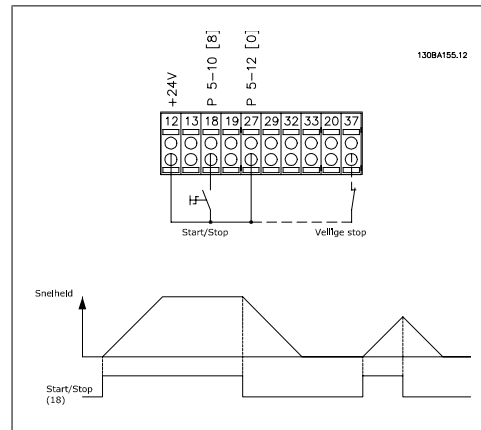 130BA155.12
+24V
P 5-10 [8]
P 5-12 [0]
12 13 18 19 27 29 32 33 20 37
Start/Stop
Veilige stop
Snelheid
Start/Stop
(18)